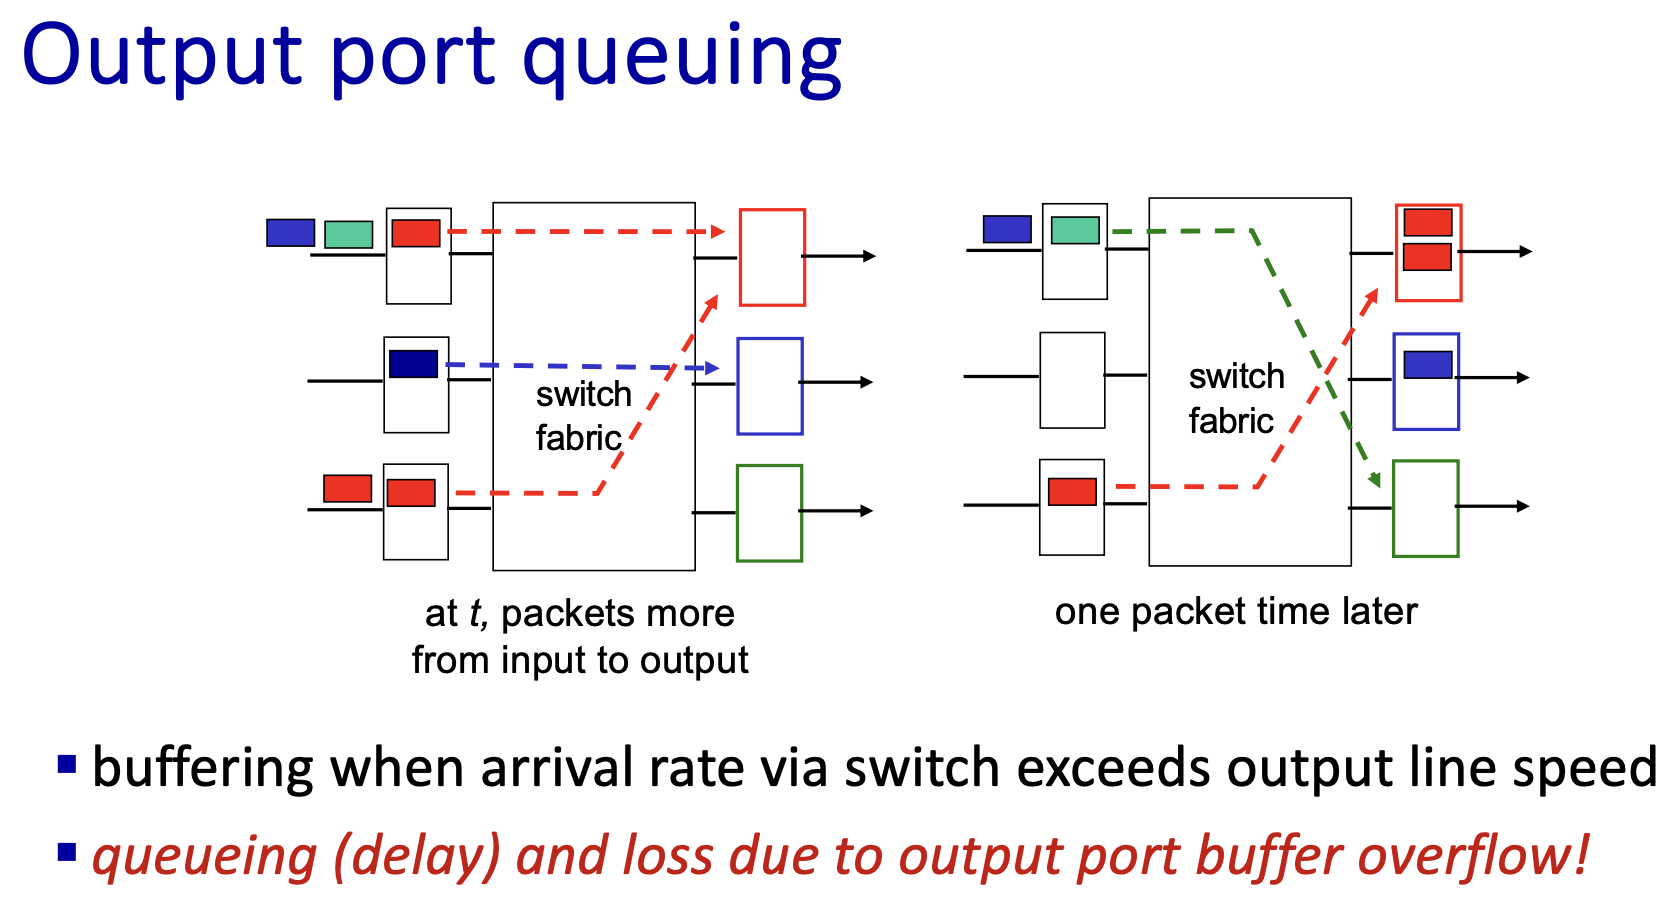 Output port queuing
switch
fabric
switch
fabric
at t, packets more
from input to output
one packet time later
buffering when arrival rate via switch exceeds output line speed
queueing (delay) and loss due to output port buffer overflow!